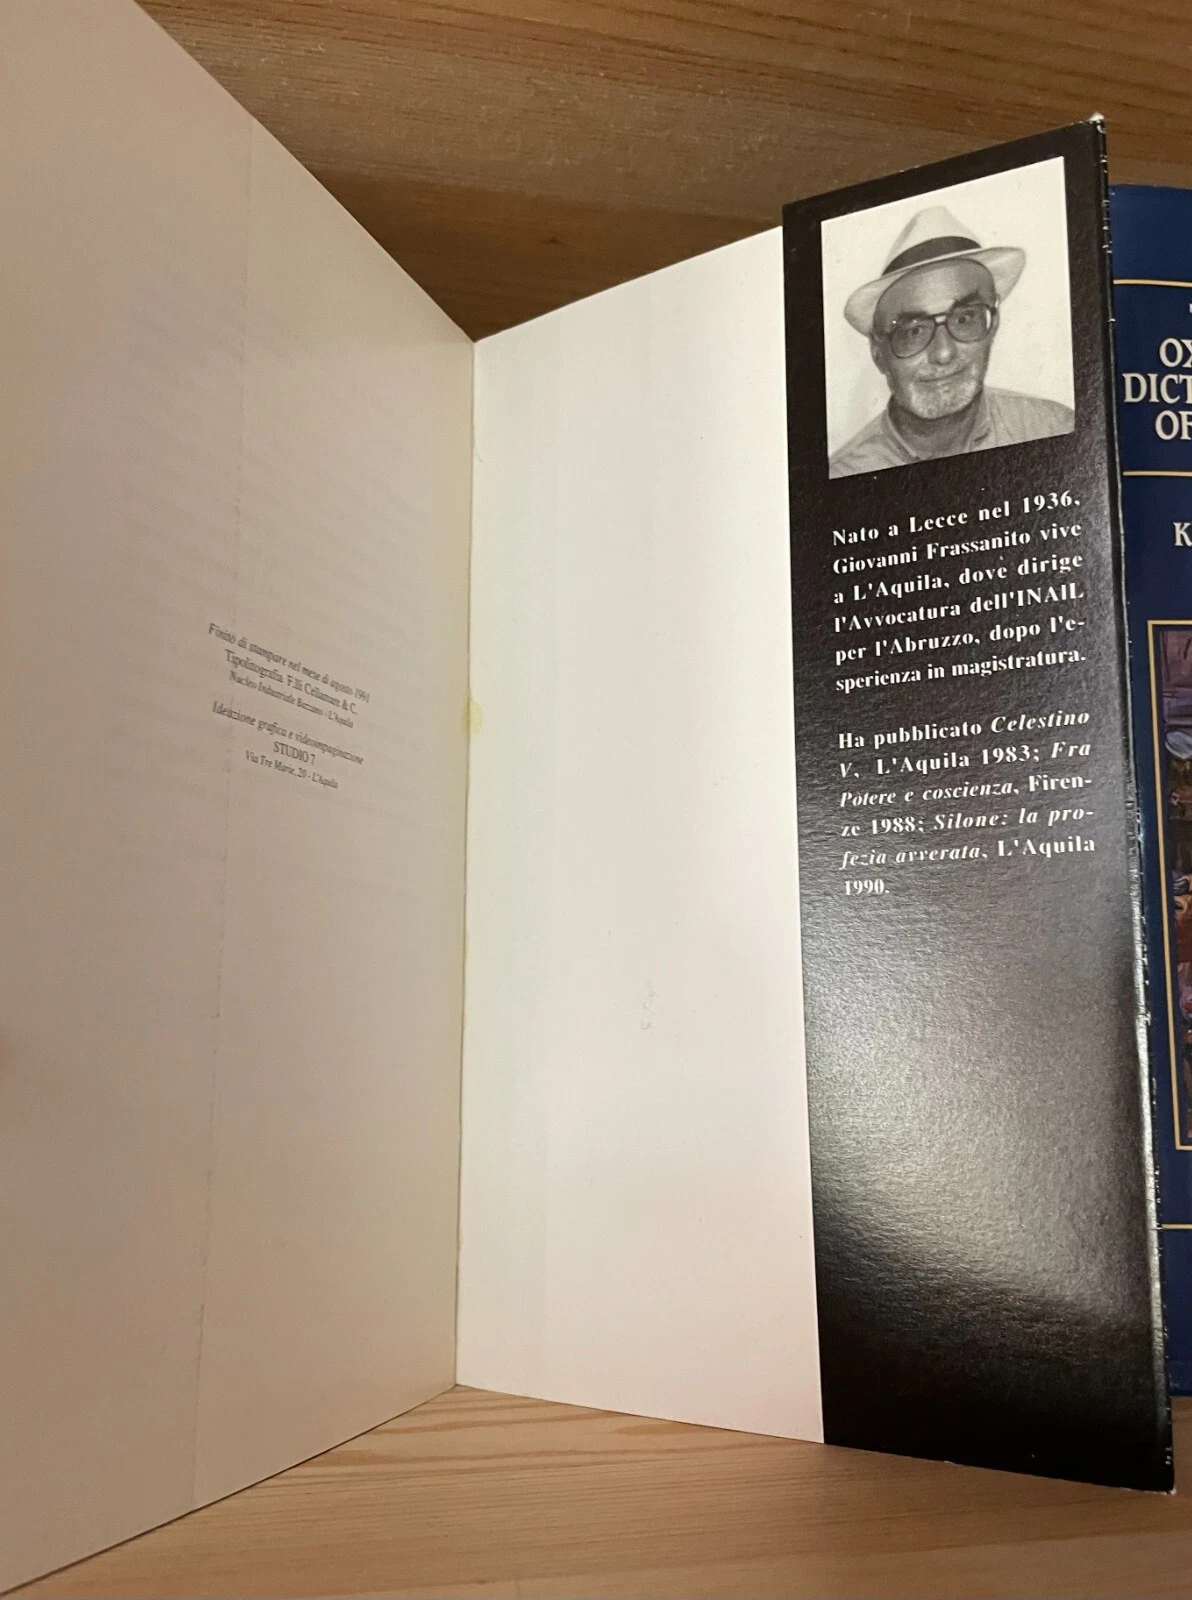 Finito di stampare nel mese di agosto 1991
Tipolitografia F.lli Cellamare & C.
Nucleo Industriale Bazzano - L'Aquila
Ideazione grafica e videoimpaginazione
STUDIO 7
Via Tre Marie, 20 - L'Aquila
Nato a Lecce nel 1936,
Giovanni Frassanito vive
a L'Aquila, dove dirige
l'Avvocatura dell'INAIL
per l'Abruzzo, dopo l'e-
sperienza in magistratura.
Ha pubblicato Celestino
V, L'Aquila 1983; Fra
Potere e coscienza, Firen-
ze 1988; Silone: la pro-
fezia avverata, L'Aquila
1990.
OX
DICT
OF
K